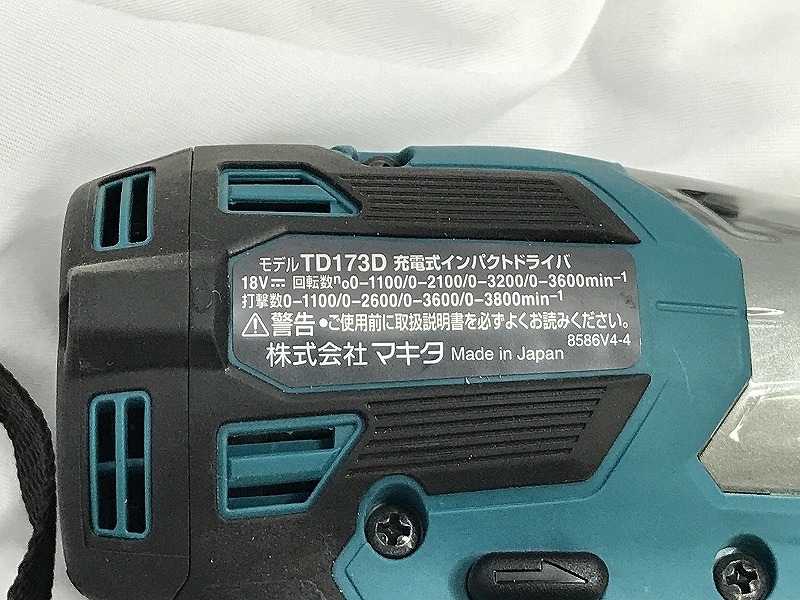 モデル TD173D 充電式インパクトドライバ
18V⎓ 回転数n₀0-1100/0-2100/0-3200/0-3600min⁻¹
打撃数0-1100/0-2600/0-3600/0-3800min⁻¹
⚠警告 ●ご使用前に取扱説明書を必ずよくお読みください。
8586V4-4
株式会社 マキタ Made in Japan